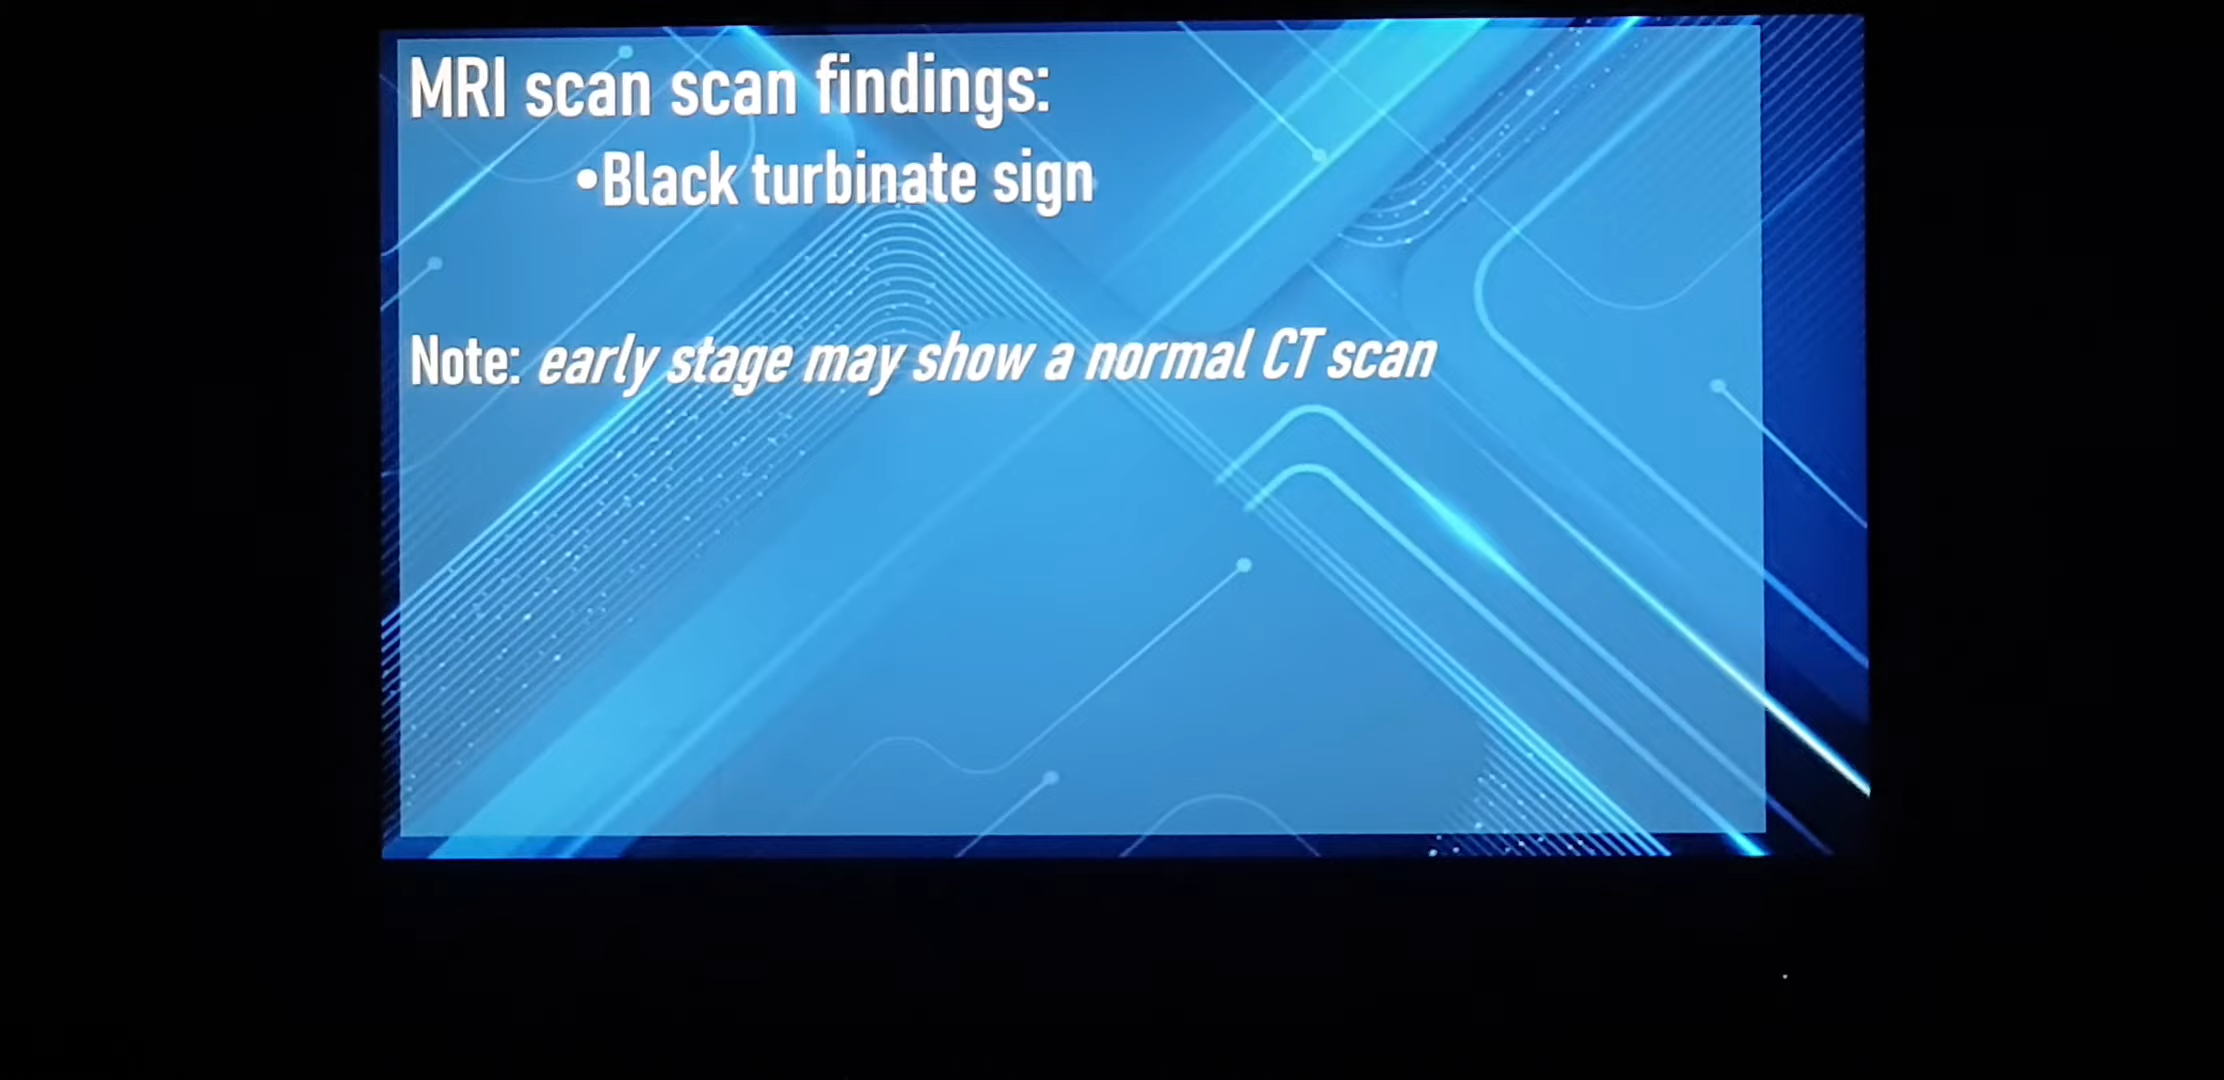 MRI scan scan findings:
•Black turbinate sign
Note: early stage may show a normal CT scan